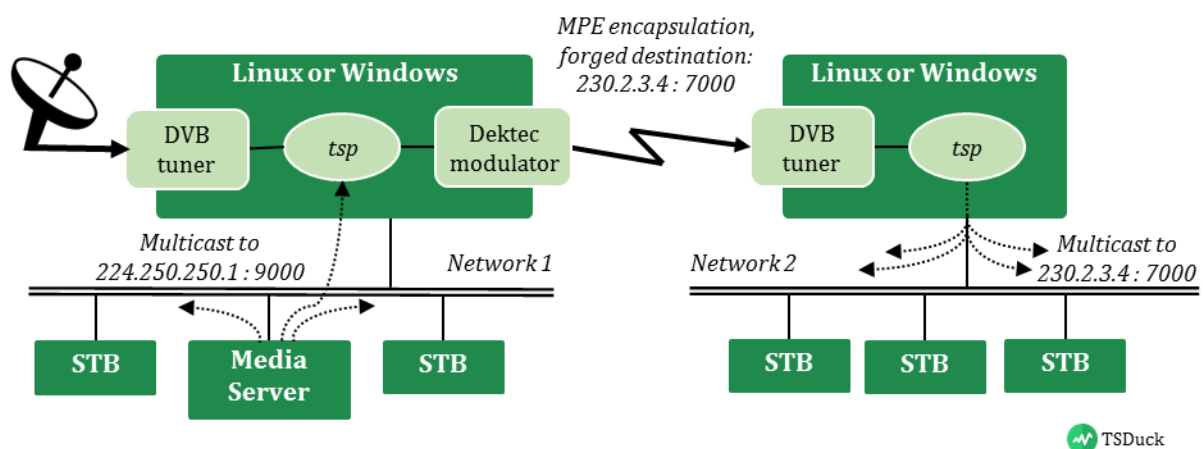 MPE encapsulation,
forged destination:
230.2.3.4 : 7000
Linux or Windows
DVB
tuner
tsp
Dektec
modulator
Linux or Windows
DVB
tuner
tsp
Multicast to
224.250.250.1 : 9000
Network 1
Network 2
Multicast to
230.2.3.4 : 7000
STB
Media
Server
STB
STB
STB
STB
TSDuck